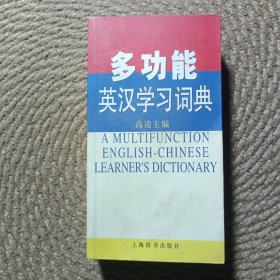 多功能
英汉学习词典
高凌主编
A MULTIFUNCTION
ENGLISH-CHINESE
LEARNER'S DICTIONARY
上海辞书出版社